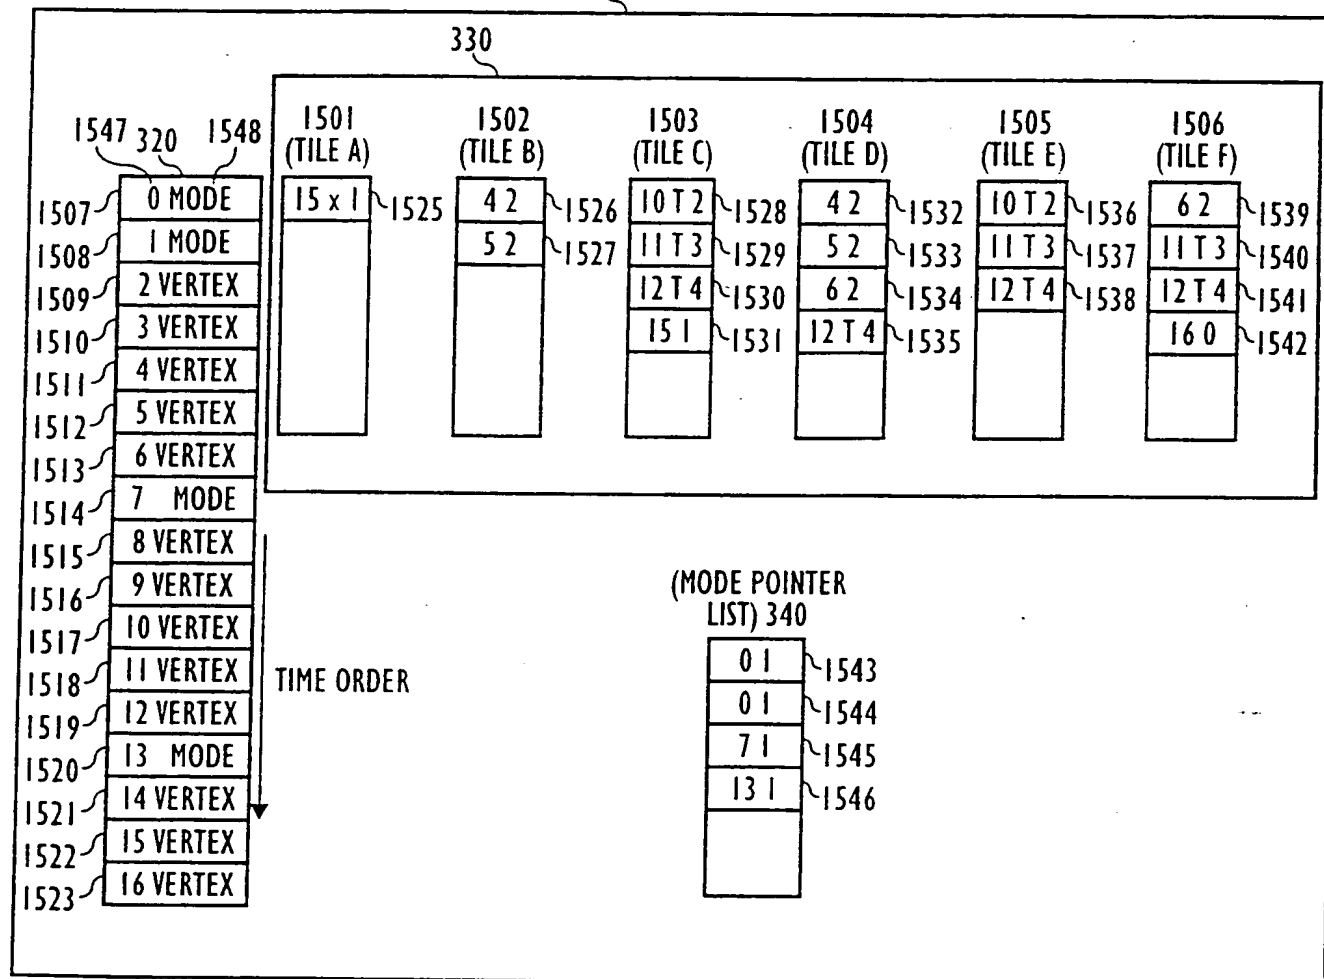 330
1547 320 1548
1501
(TILE A)
1502
(TILE B)
1503
(TILE C)
1504
(TILE D)
1505
(TILE E)
1506
(TILE F)
1507 0 MODE
1508 1 MODE
1509 2 VERTEX
1510 3 VERTEX
1511 4 VERTEX
1512 5 VERTEX
1513 6 VERTEX
1514 7 MODE
1515 8 VERTEX
1516 9 VERTEX
1517 10 VERTEX
1518 11 VERTEX
1519 12 VERTEX
1520 13 MODE
1521 14 VERTEX
1522 15 VERTEX
1523 16 VERTEX
15 x 1 1525
4 2 1526
5 2 1527
10 T 2 1528
11 T 3 1529
12 T 4 1530
15 1 1531
4 2 1532
5 2 1533
6 2 1534
12 T 4 1535
10 T 2 1536
11 T 3 1537
12 T 4 1538
6 2 1539
11 T 3 1540
12 T 4 1541
16 0 1542
TIME ORDER
(MODE POINTER
LIST) 340
0 1 1543
0 1 1544
7 1 1545
13 1 1546